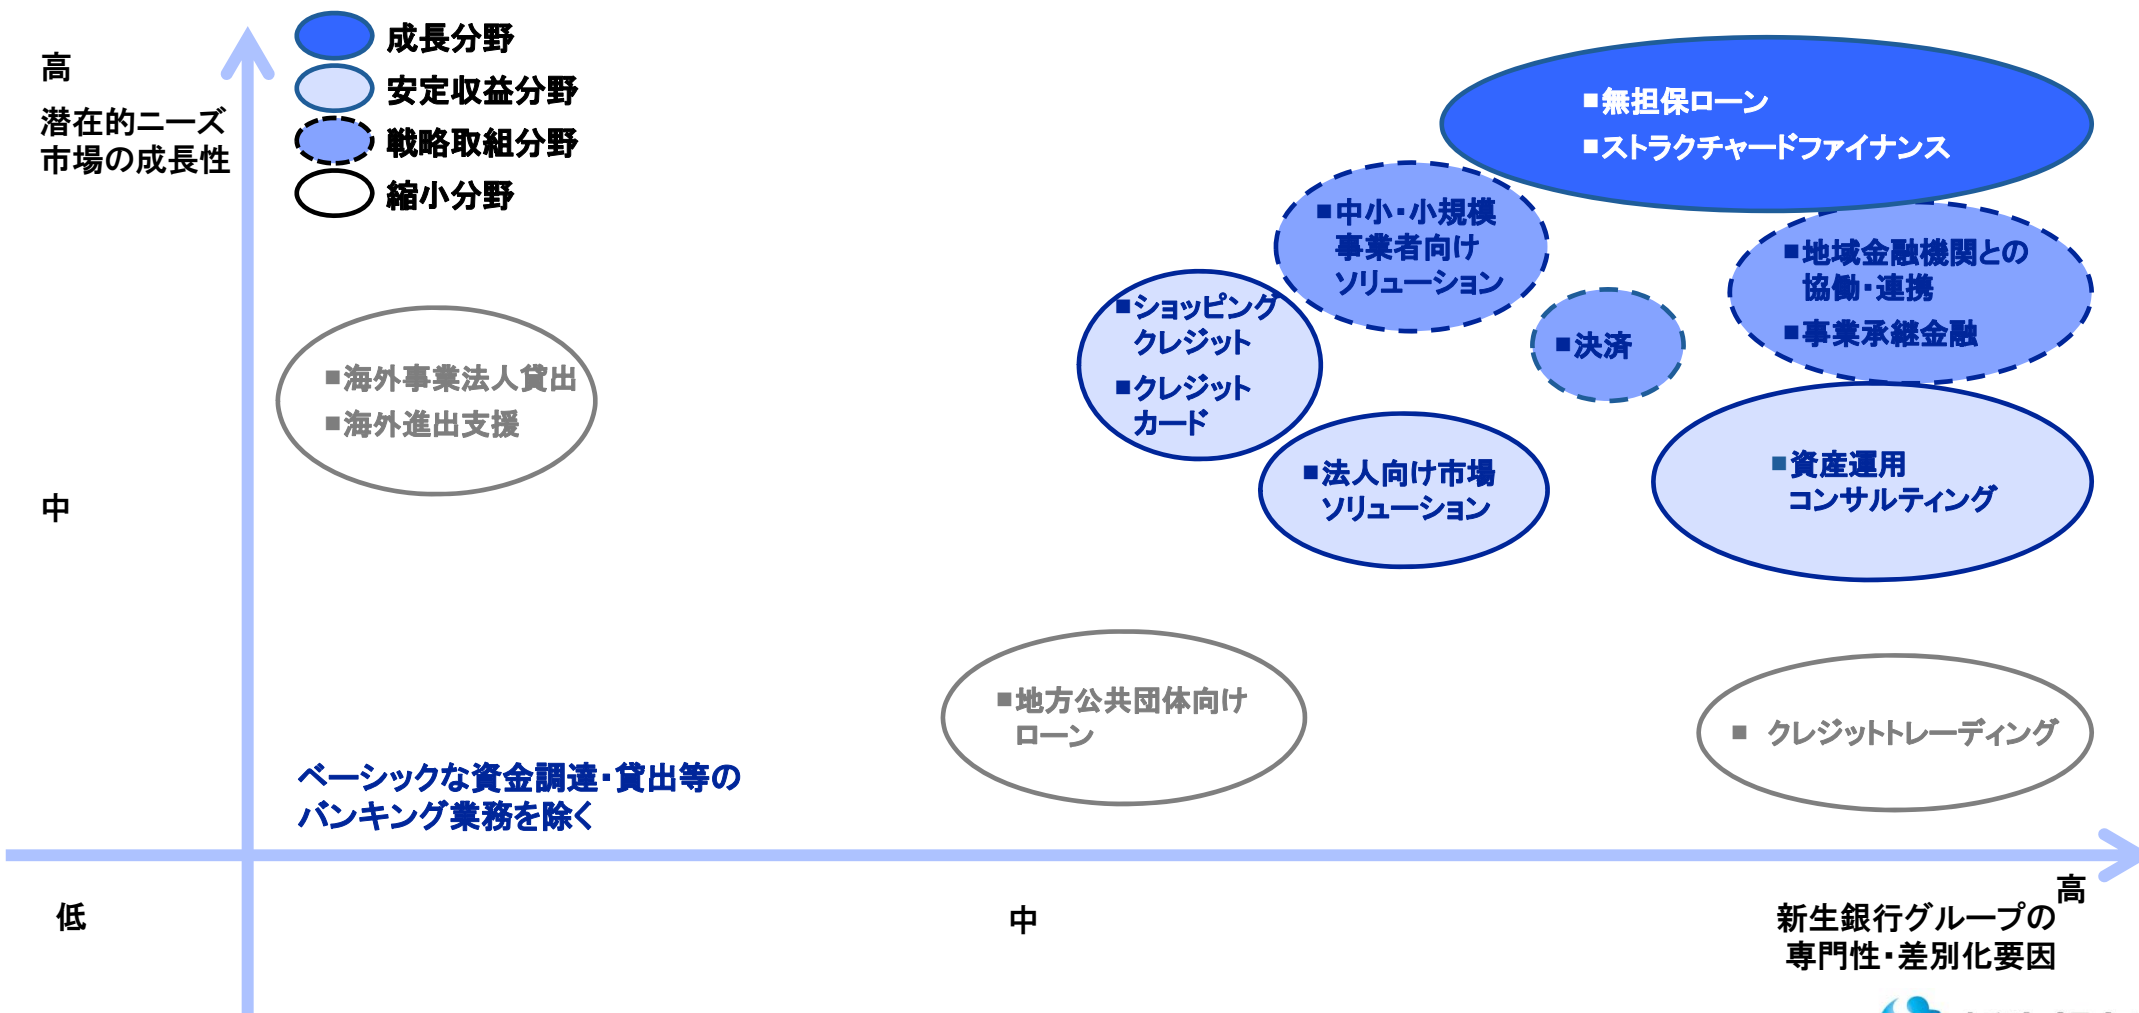 高
潜在的ニーズ
市場の成長性
成長分野
安定収益分野
戦略取組分野
縮小分野
■無担保ローン
■ストラクチャードファイナンス
■中小・小規模
事業者向け
ソリューション
■地域金融機関との
協働・連携
■事業承継金融
■ショッピング
クレジット
■クレジット
カード
■決済
■海外事業法人貸出
■海外進出支援
■法人向け市場
ソリューション
■資産運用
コンサルティング
中
■地方公共団体向け
ローン
■ クレジットトレーディング
ベーシックな資金調達・貸出等の
バンキング業務を除く
低
中
高
新生銀行グループの
専門性・差別化要因